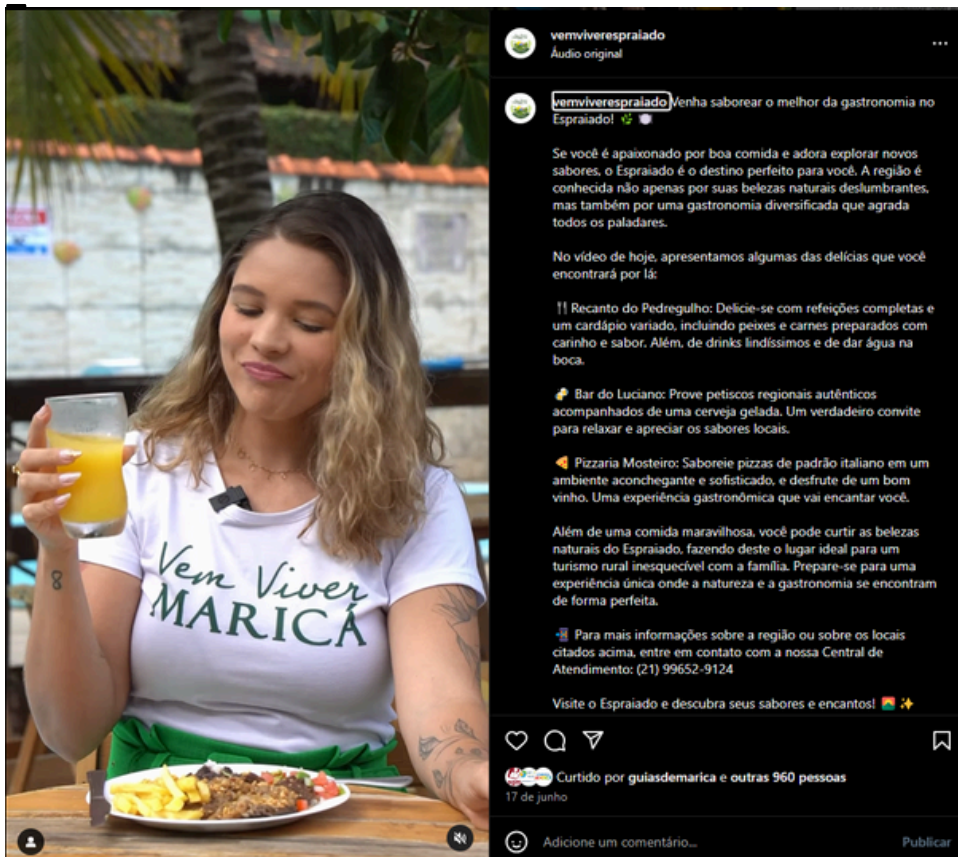 Vem Viver
MARICÁ
vemviverespraiado
Áudio original
vemviverespraiado Venha saborear o melhor da gastronomia no
Espraiado! 🌿 🍽️
Se você é apaixonado por boa comida e adora explorar novos
sabores, o Espraiado é o destino perfeito para você. A região é
conhecida não apenas por suas belezas naturais deslumbrantes,
mas também por uma gastronomia diversificada que agrada
todos os paladares.
No vídeo de hoje, apresentamos algumas das delícias que você
encontrará por lá:
🍴 Recanto do Pedregulho: Delicie-se com refeições completas e
um cardápio variado, incluindo peixes e carnes preparados com
carinho e sabor. Além, de drinks lindíssimos e de dar água na
boca.
🍤 Bar do Luciano: Prove petiscos regionais autênticos
acompanhados de uma cerveja gelada. Um verdadeiro convite
para relaxar e apreciar os sabores locais.
🍕 Pizzaria Mosteiro: Saboreie pizzas de padrão italiano em um
ambiente aconchegante e sofisticado, e desfrute de um bom
vinho. Uma experiência gastronômica que vai encantar você.
Além de uma comida maravilhosa, você pode curtir as belezas
naturais do Espraiado, fazendo deste o lugar ideal para um
turismo rural inesquecível com a família. Prepare-se para uma
experiência única onde a natureza e a gastronomia se encontram
de forma perfeita.
📲 Para mais informações sobre a região ou sobre os locais
citados acima, entre em contato com a nossa Central de
Atendimento: (21) 99652-9124
Visite o Espraiado e descubra seus sabores e encantos! 🌄 ✨
Curtido por guiasdemarica e outras 960 pessoas
17 de junho
Adicione um comentário...
Publicar